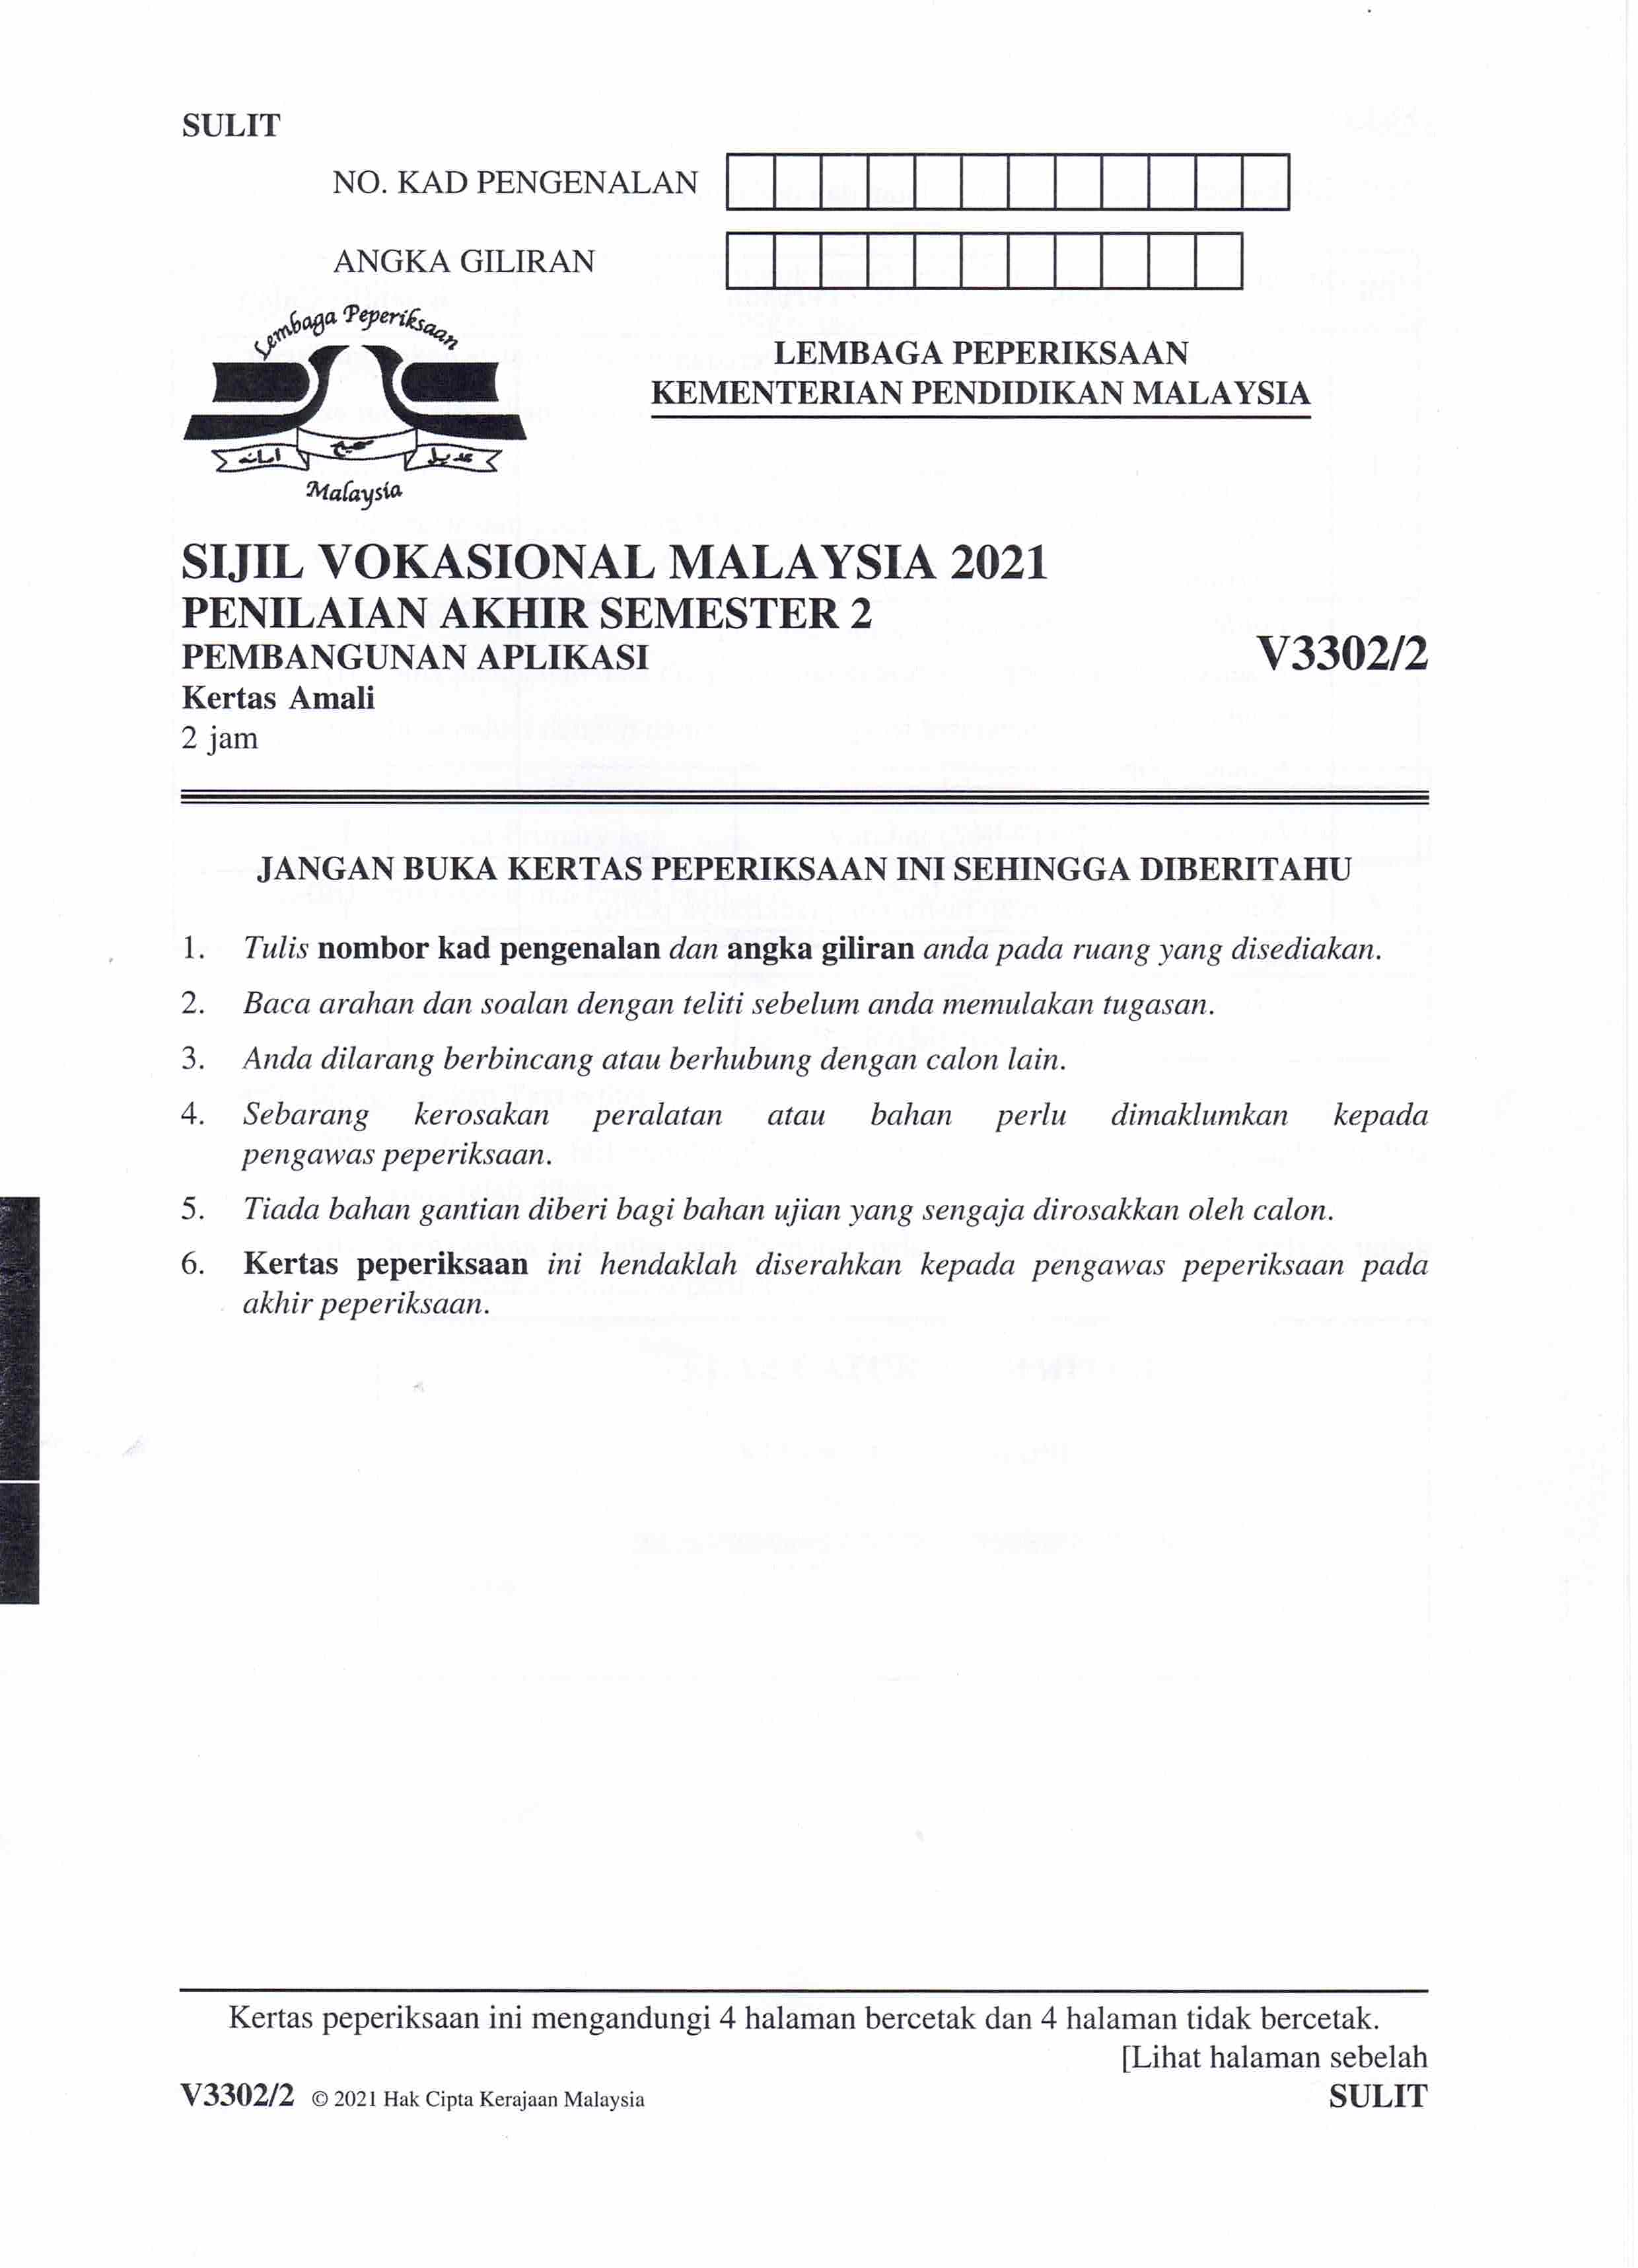 SULIT
NO. KAD PENGENALAN
ANGKA GILIRAN
Lembaga Peperiksaan
امانه صحيح عديل
Malaysia
LEMBAGA PEPERIKSAAN
KEMENTERIAN PENDIDIKAN MALAYSIA
SIJIL VOKASIONAL MALAYSIA 2021
PENILAIAN AKHIR SEMESTER 2
PEMBANGUNAN APLIKASI
V3302/2
Kertas Amali
2 jam
JANGAN BUKA KERTAS PEPERIKSAAN INI SEHINGGA DIBERITAHU
1. Tulis nombor kad pengenalan dan angka giliran anda pada ruang yang disediakan.
2. Baca arahan dan soalan dengan teliti sebelum anda memulakan tugasan.
3. Anda dilarang berbincang atau berhubung dengan calon lain.
4. Sebarang kerosakan peralatan atau bahan perlu dimaklumkan kepada
pengawas peperiksaan.
5. Tiada bahan gantian diberi bagi bahan ujian yang sengaja dirosakkan oleh calon.
6. Kertas peperiksaan ini hendaklah diserahkan kepada pengawas peperiksaan pada
akhir peperiksaan.
Kertas peperiksaan ini mengandungi 4 halaman bercetak dan 4 halaman tidak bercetak.
[Lihat halaman sebelah
V3302/2 © 2021 Hak Cipta Kerajaan Malaysia
SULIT